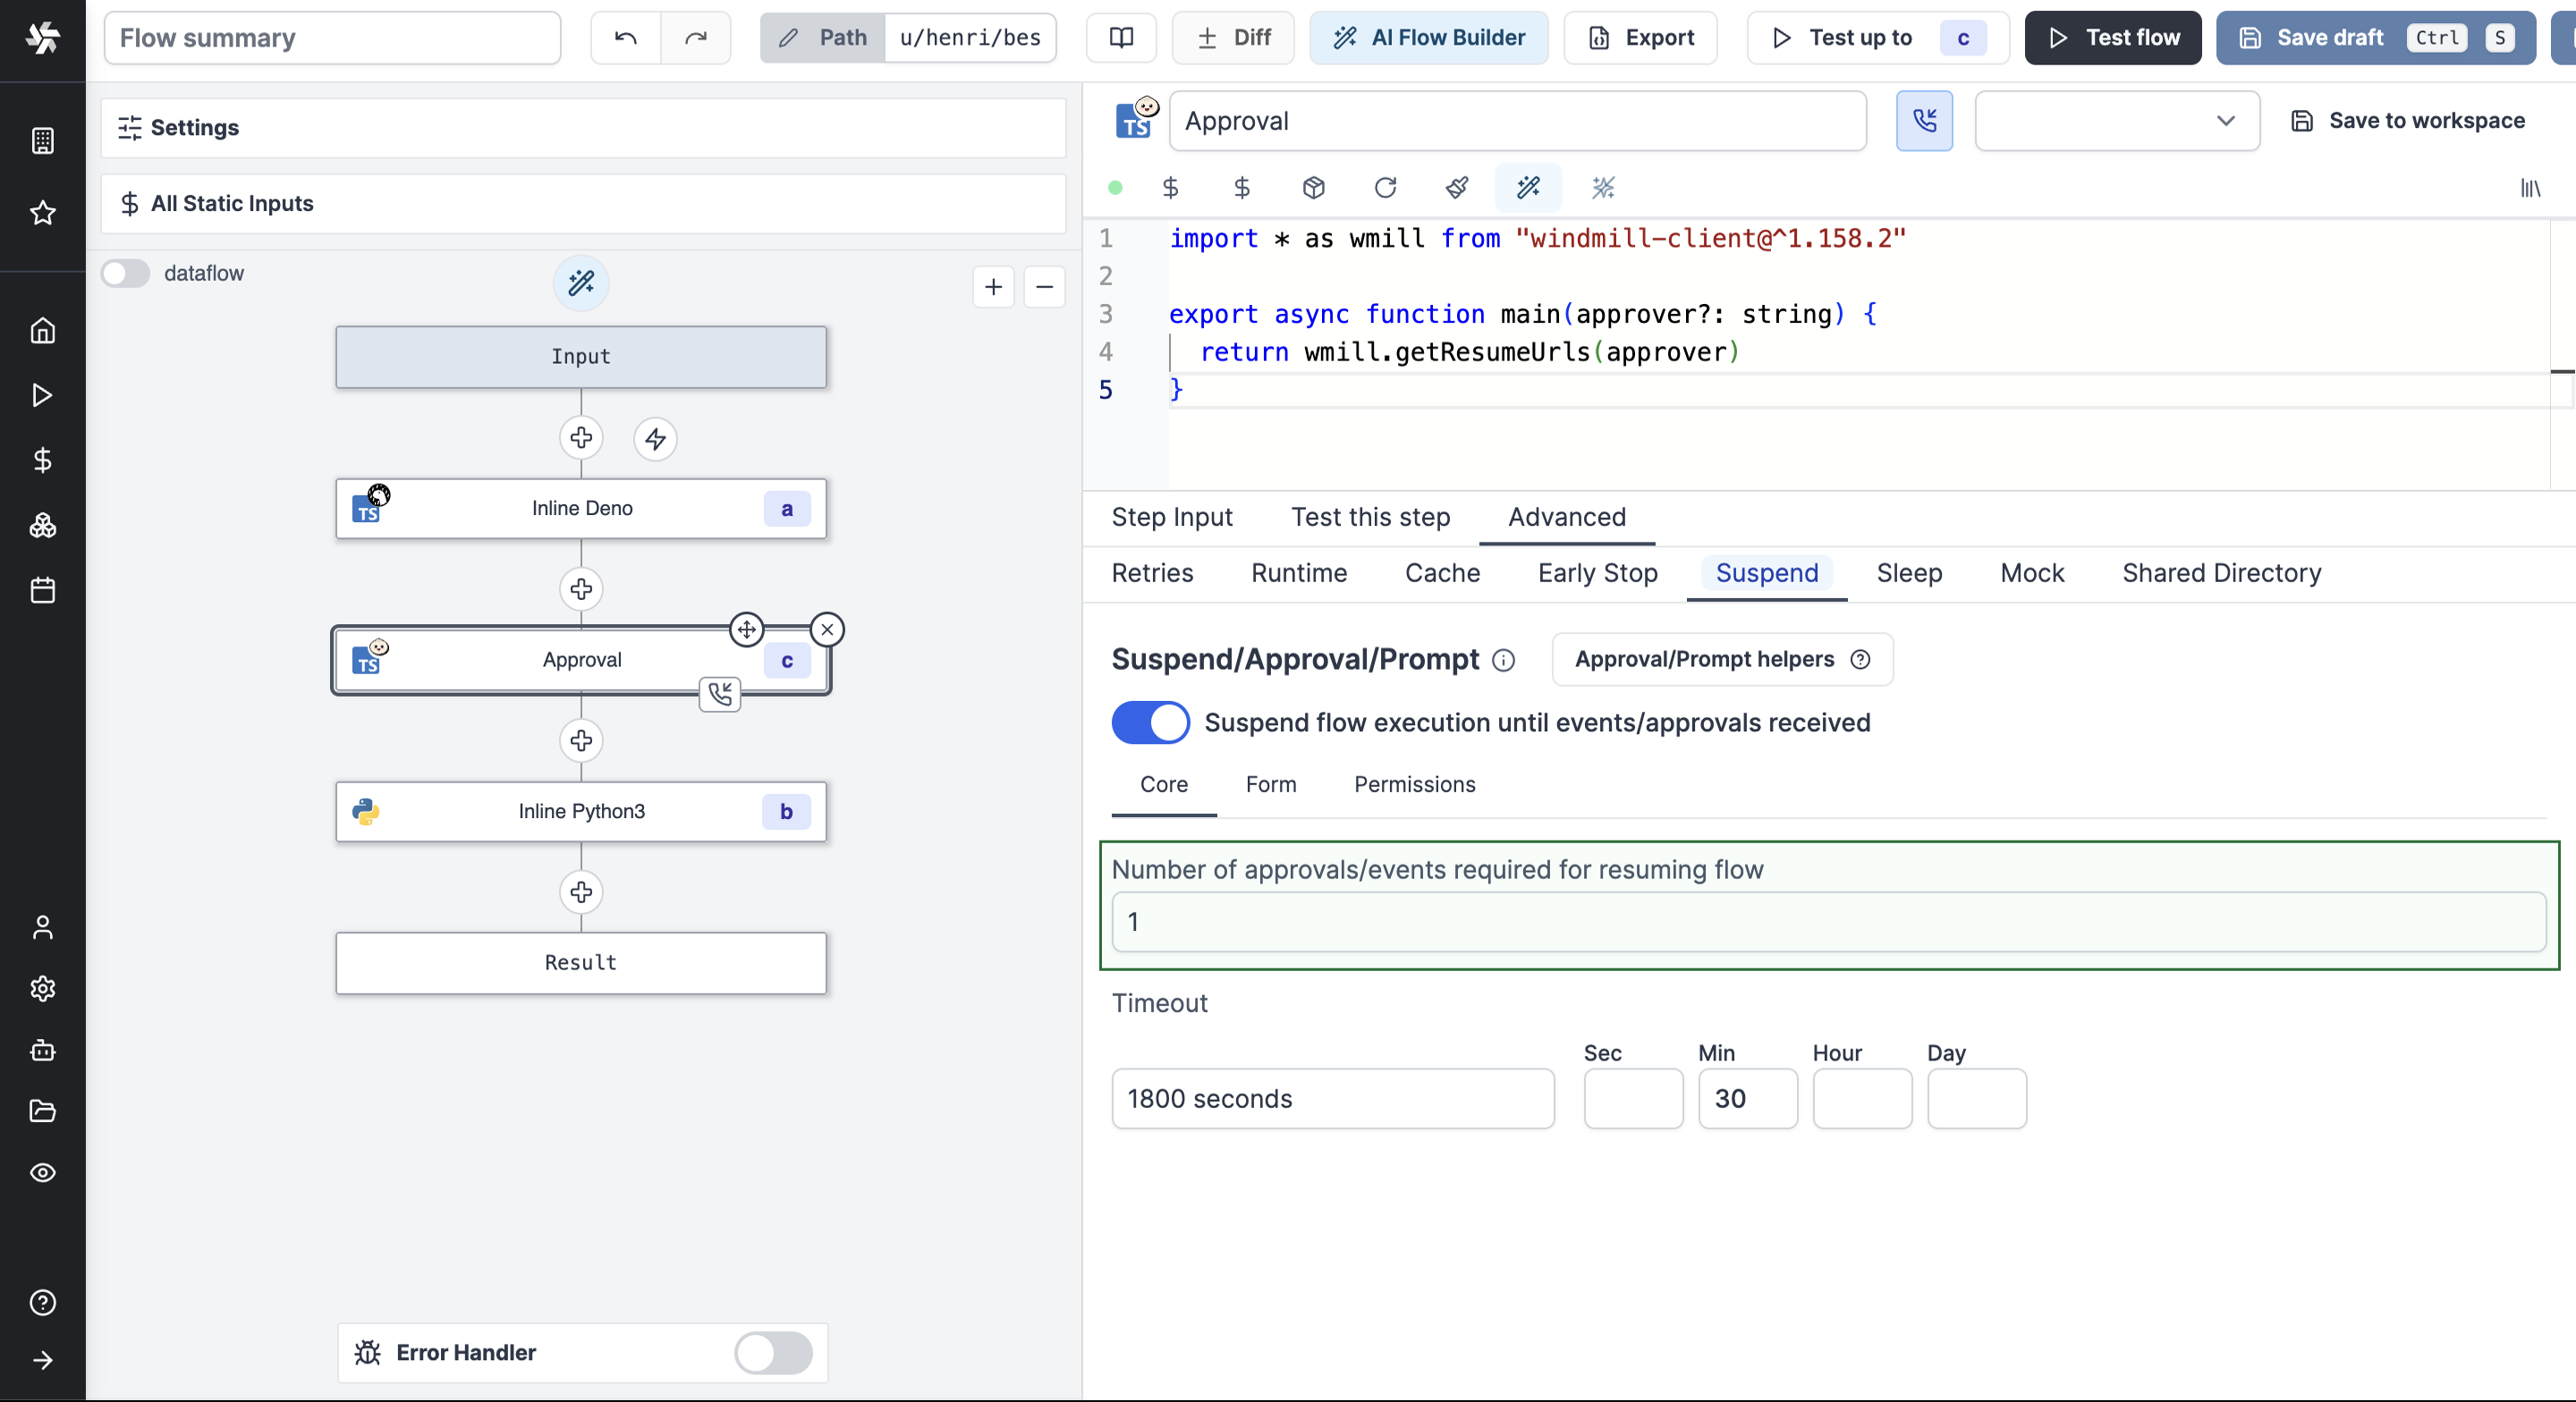 Flow summary
Path u/henri/bes
Diff
AI Flow Builder
Export
Test up to c
Test flow
Save draft Ctrl S
Settings
All Static Inputs
dataflow
Input
TS Inline Deno a
TS Approval c
Inline Python3 b
Result
Error Handler
TS Approval
Save to workspace
1 import * as wmill from "windmill-client@^1.158.2"
2
3 export async function main(approver?: string) {
4 return wmill.getResumeUrls(approver)
5 }
Step Input Test this step Advanced
Retries Runtime Cache Early Stop Suspend Sleep Mock Shared Directory
Suspend/Approval/Prompt Approval/Prompt helpers
Suspend flow execution until events/approvals received
Core Form Permissions
Number of approvals/events required for resuming flow
1
Timeout
Sec Min Hour Day
1800 seconds 30